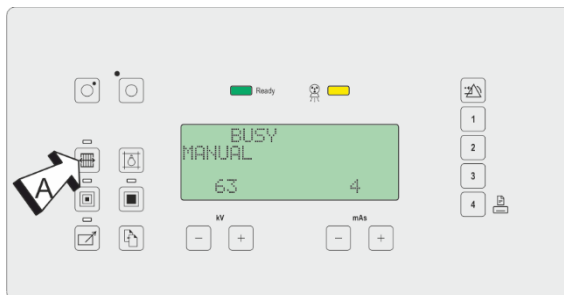 Ready
1
BUSY
2
MANUAL
A
3
63 4
4
kV mAs
- + - +